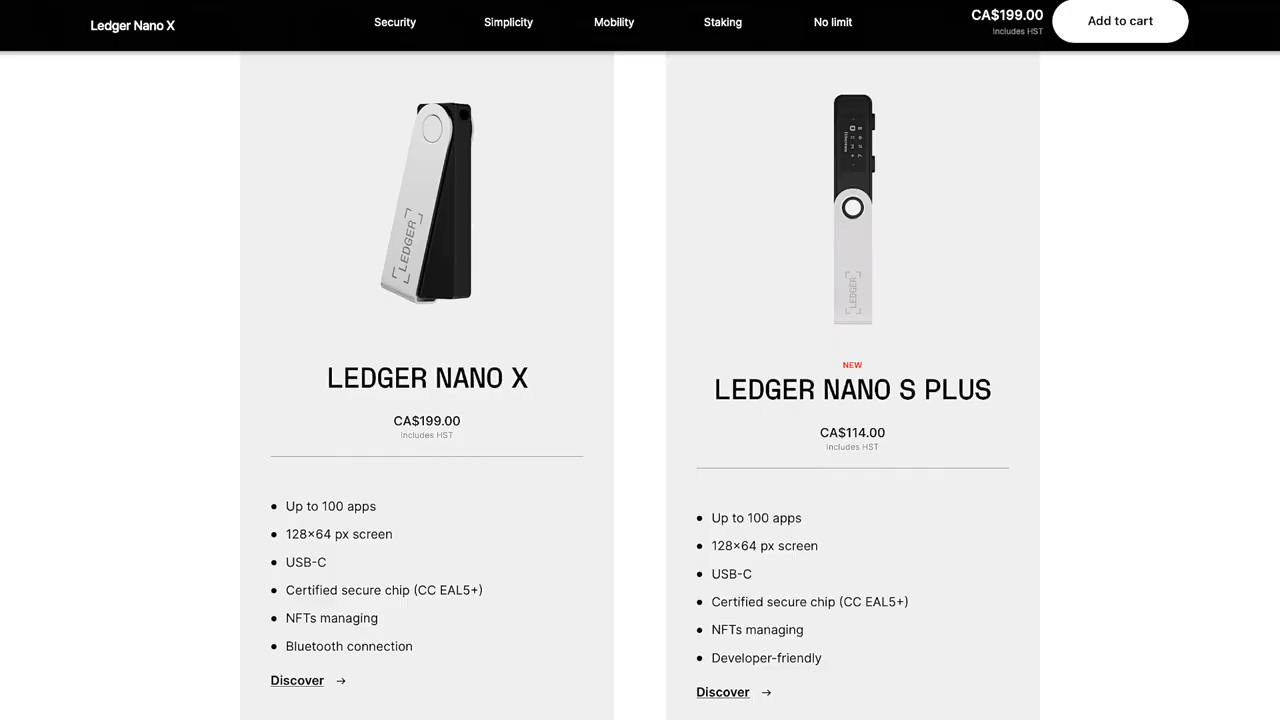 Ledger Nano X
Security
Simplicity
Mobility
Staking
No limit
CA$199.00
Includes HST
Add to cart
LEDGER
LEDGER NANO X
CA$199.00
Includes HST
Up to 100 apps
128×64 px screen
USB-C
Certified secure chip (CC EAL5+)
NFTs managing
Bluetooth connection
Discover →
LEDGER
NEW
LEDGER NANO S PLUS
CA$114.00
Includes HST
Up to 100 apps
128×64 px screen
USB-C
Certified secure chip (CC EAL5+)
NFTs managing
Developer-friendly
Discover →